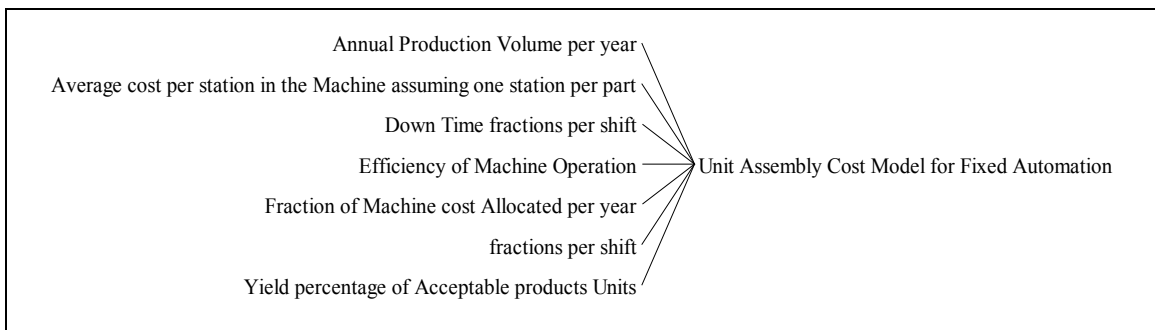 Annual Production Volume per year
Average cost per station in the Machine assuming one station per part
Down Time fractions per shift
Efficiency of Machine Operation
Fraction of Machine cost Allocated per year
fractions per shift
Yield percentage of Acceptable products Units
Unit Assembly Cost Model for Fixed Automation